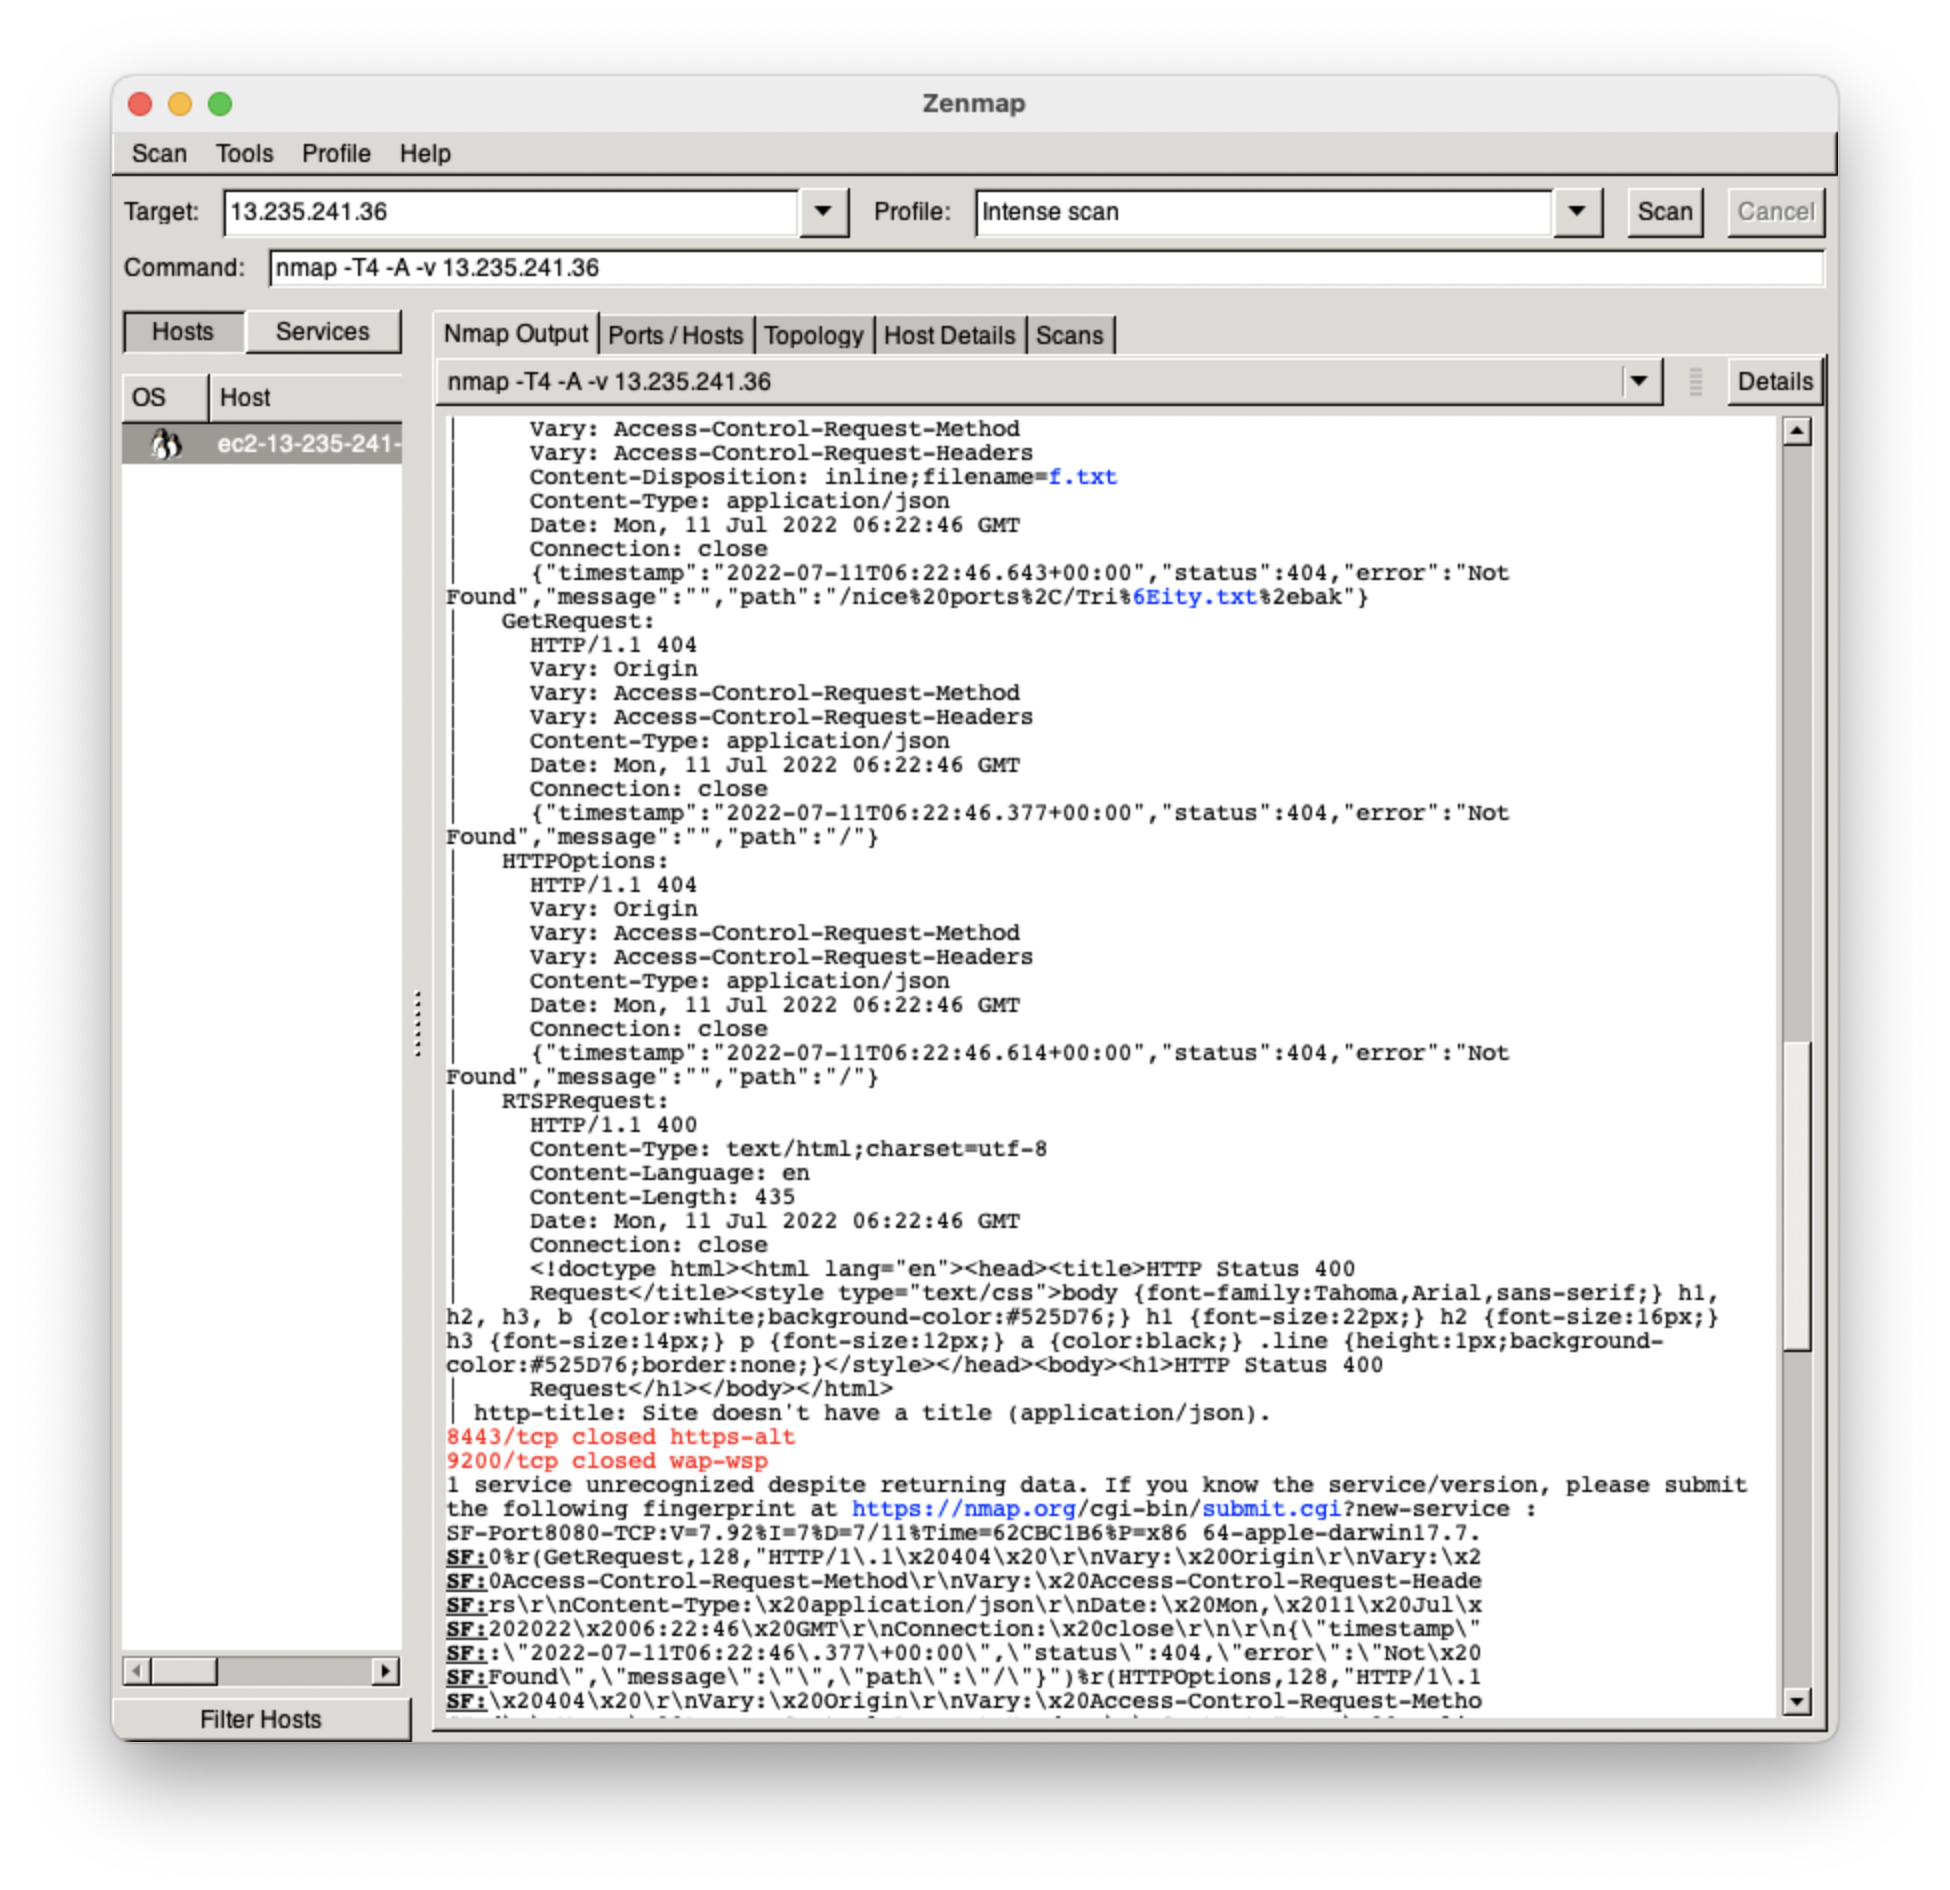 Zenmap
Scan Tools Profile Help
Target: 13.235.241.36 Profile: Intense scan Scan Cancel
Command: nmap -T4 -A -v 13.235.241.36
Hosts Services
OS Host
ec2-13-235-241-
Filter Hosts
Nmap Output Ports / Hosts Topology Host Details Scans
nmap -T4 -A -v 13.235.241.36 Details
| Vary: Access-Control-Request-Method
| Vary: Access-Control-Request-Headers
| Content-Disposition: inline;filename=f.txt
| Content-Type: application/json
| Date: Mon, 11 Jul 2022 06:22:46 GMT
| Connection: close
| {"timestamp":"2022-07-11T06:22:46.643+00:00","status":404,"error":"Not
Found","message":"","path":"/nice%20ports%2C/Tri%6Eity.txt%2ebak"}
| GetRequest:
| HTTP/1.1 404
| Vary: Origin
| Vary: Access-Control-Request-Method
| Vary: Access-Control-Request-Headers
| Content-Type: application/json
| Date: Mon, 11 Jul 2022 06:22:46 GMT
| Connection: close
| {"timestamp":"2022-07-11T06:22:46.377+00:00","status":404,"error":"Not
Found","message":"","path":"/"}
| HTTPOptions:
| HTTP/1.1 404
| Vary: Origin
| Vary: Access-Control-Request-Method
| Vary: Access-Control-Request-Headers
| Content-Type: application/json
| Date: Mon, 11 Jul 2022 06:22:46 GMT
| Connection: close
| {"timestamp":"2022-07-11T06:22:46.614+00:00","status":404,"error":"Not
Found","message":"","path":"/"}
| RTSPRequest:
| HTTP/1.1 400
| Content-Type: text/html;charset=utf-8
| Content-Language: en
| Content-Length: 435
| Date: Mon, 11 Jul 2022 06:22:46 GMT
| Connection: close
| <!doctype html><html lang="en"><head><title>HTTP Status 400
| Request</title><style type="text/css">body {font-family:Tahoma,Arial,sans-serif;} h1,
h2, h3, b {color:white;background-color:#525D76;} h1 {font-size:22px;} h2 {font-size:16px;}
h3 {font-size:14px;} p {font-size:12px;} a {color:black;} .line {height:1px;background-
color:#525D76;border:none;}</style></head><body><h1>HTTP Status 400
| Request</h1></body></html>
| http-title: Site doesn't have a title (application/json).
8443/tcp closed https-alt
9200/tcp closed wap-wsp
1 service unrecognized despite returning data. If you know the service/version, please submit
the following fingerprint at https://nmap.org/cgi-bin/submit.cgi?new-service :
SF-Port8080-TCP:V=7.92%I=7%D=7/11%Time=62CBC1B6%P=x86 64-apple-darwin17.7.
SF:0%r(GetRequest,128,"HTTP/1\.1\x20404\x20\r\nVary:\x20Origin\r\nVary:\x2
SF:0Access-Control-Request-Method\r\nVary:\x20Access-Control-Request-Heade
SF:rs\r\nContent-Type:\x20application/json\r\nDate:\x20Mon,\x2011\x20Jul\x
SF:202022\x2006:22:46\x20GMT\r\nConnection:\x20close\r\n\r\n{\"timestamp\"
SF::\"2022-07-11T06:22:46\.377\+00:00\",\"status\":404,\"error\":\"Not\x20
SF:Found\",\"message\":\"\",\"path\":\"/\"}")%r(HTTPOptions,128,"HTTP/1\.1
SF:\x20404\x20\r\nVary:\x20Origin\r\nVary:\x20Access-Control-Request-Metho